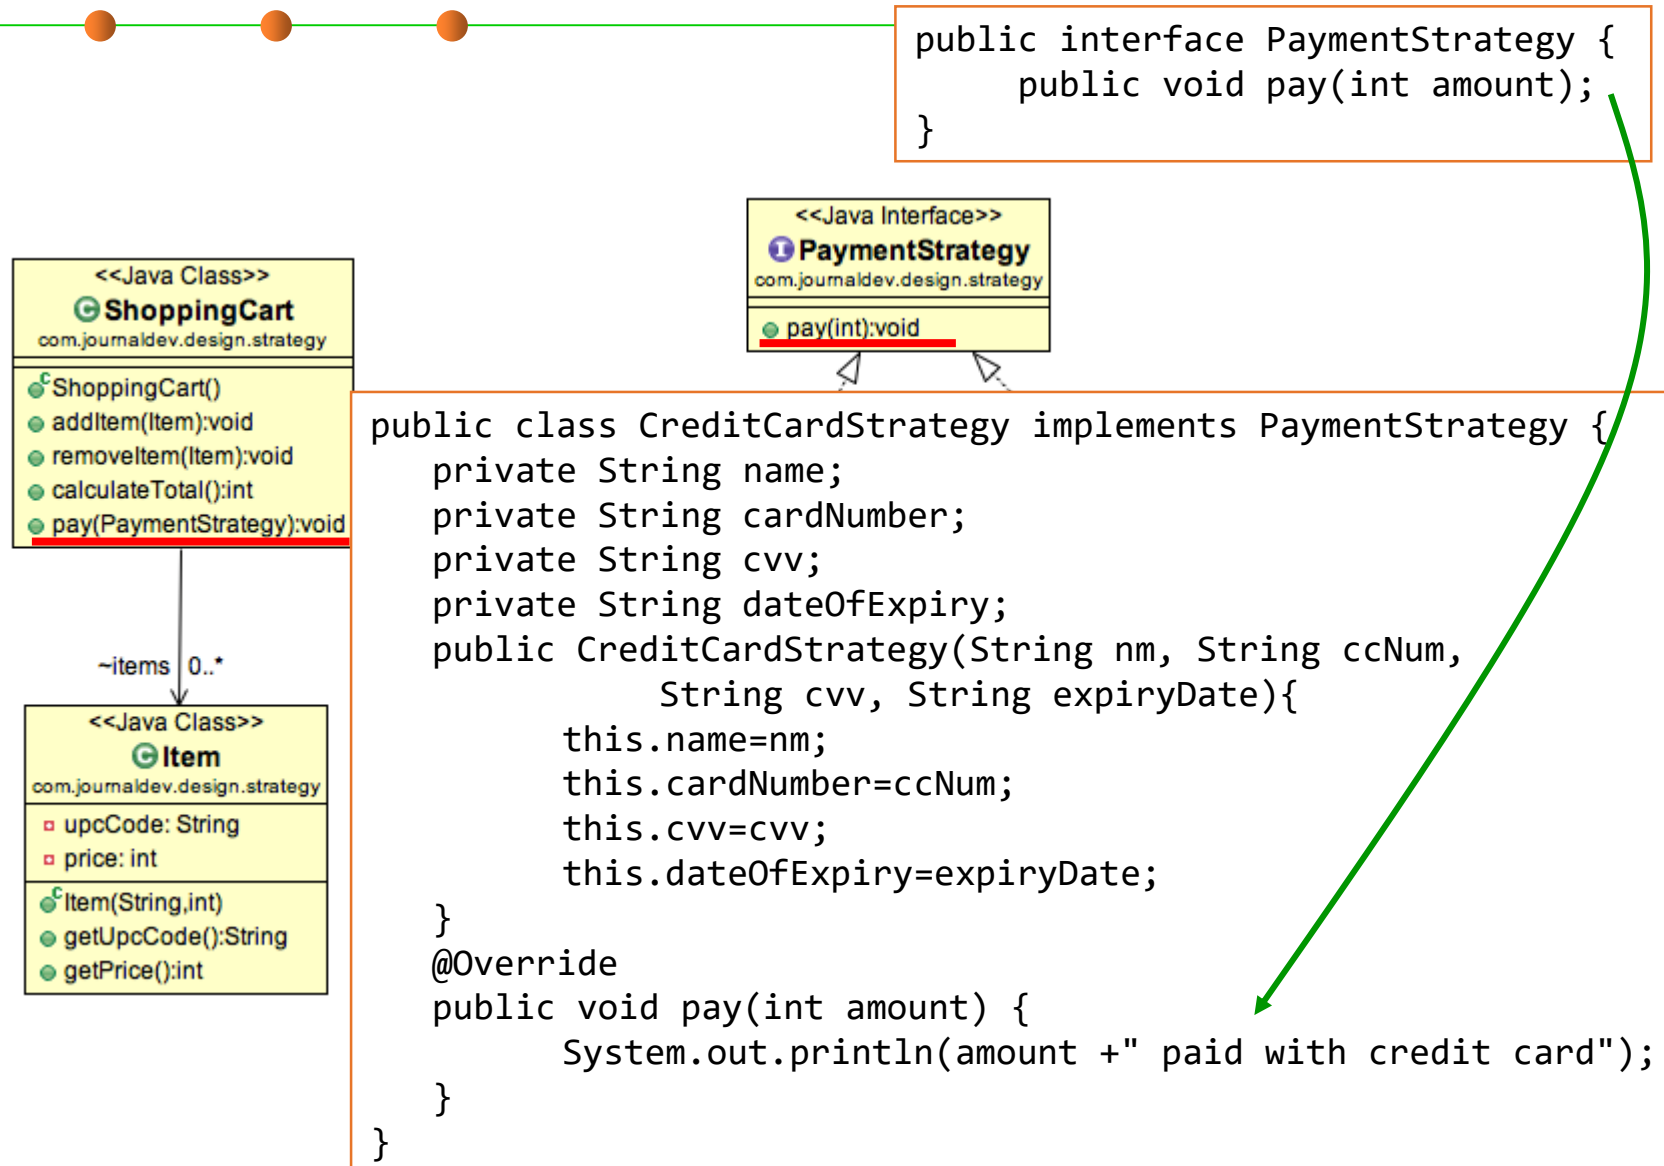 public interface PaymentStrategy {
public void pay(int amount);
}
<<Java Interface>>
PaymentStrategy
com.journaldev.design.strategy
pay(int):void
<<Java Class>>
ShoppingCart
com.journaldev.design.strategy
ShoppingCart()
addItem(Item):void
removeItem(Item):void
calculateTotal():int
pay(PaymentStrategy):void
~items 0..*
<<Java Class>>
Item
com.journaldev.design.strategy
upcCode: String
price: int
Item(String,int)
getUpcCode():String
getPrice():int
public class CreditCardStrategy implements PaymentStrategy {
private String name;
private String cardNumber;
private String cvv;
private String dateOfExpiry;
public CreditCardStrategy(String nm, String ccNum,
String cvv, String expiryDate){
this.name=nm;
this.cardNumber=ccNum;
this.cvv=cvv;
this.dateOfExpiry=expiryDate;
}
@Override
public void pay(int amount) {
System.out.println(amount +" paid with credit card");
}
}